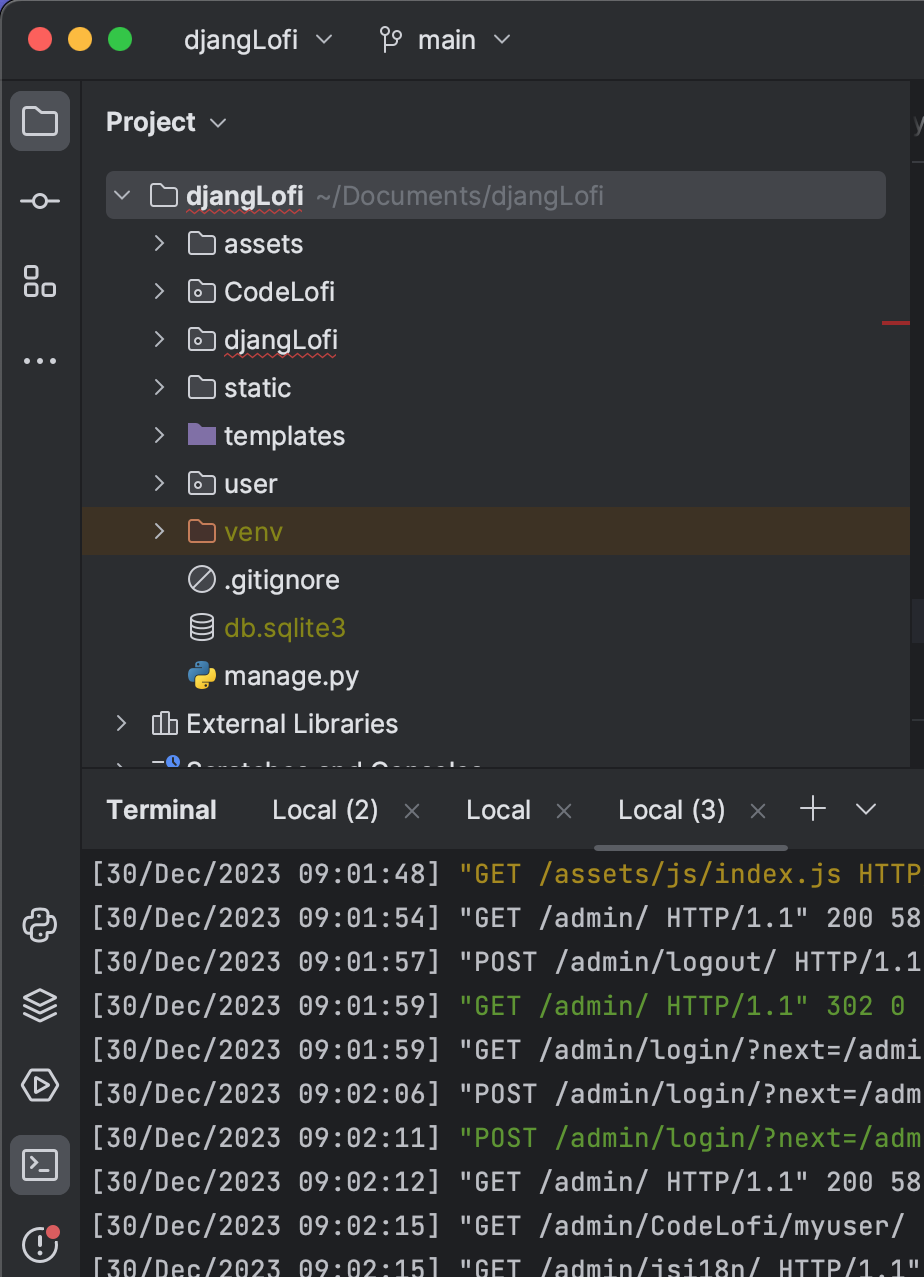 djangLofi main
Project
djangLofi ~/Documents/djangLofi
assets
CodeLofi
djangLofi
static
templates
user
venv
.gitignore
db.sqlite3
manage.py
External Libraries
Scratches and Consoles
Terminal Local (2) Local Local (3)
[30/Dec/2023 09:01:48] "GET /assets/js/index.js HTTP
[30/Dec/2023 09:01:54] "GET /admin/ HTTP/1.1" 200 58
[30/Dec/2023 09:01:57] "POST /admin/logout/ HTTP/1.1
[30/Dec/2023 09:01:59] "GET /admin/ HTTP/1.1" 302 0
[30/Dec/2023 09:01:59] "GET /admin/login/?next=/admi
[30/Dec/2023 09:02:06] "POST /admin/login/?next=/adm
[30/Dec/2023 09:02:11] "POST /admin/login/?next=/adm
[30/Dec/2023 09:02:12] "GET /admin/ HTTP/1.1" 200 58
[30/Dec/2023 09:02:15] "GET /admin/CodeLofi/myuser/
[30/Dec/2023 09:02:15] "GET /admin/jsi18n/ HTTP/1.1"